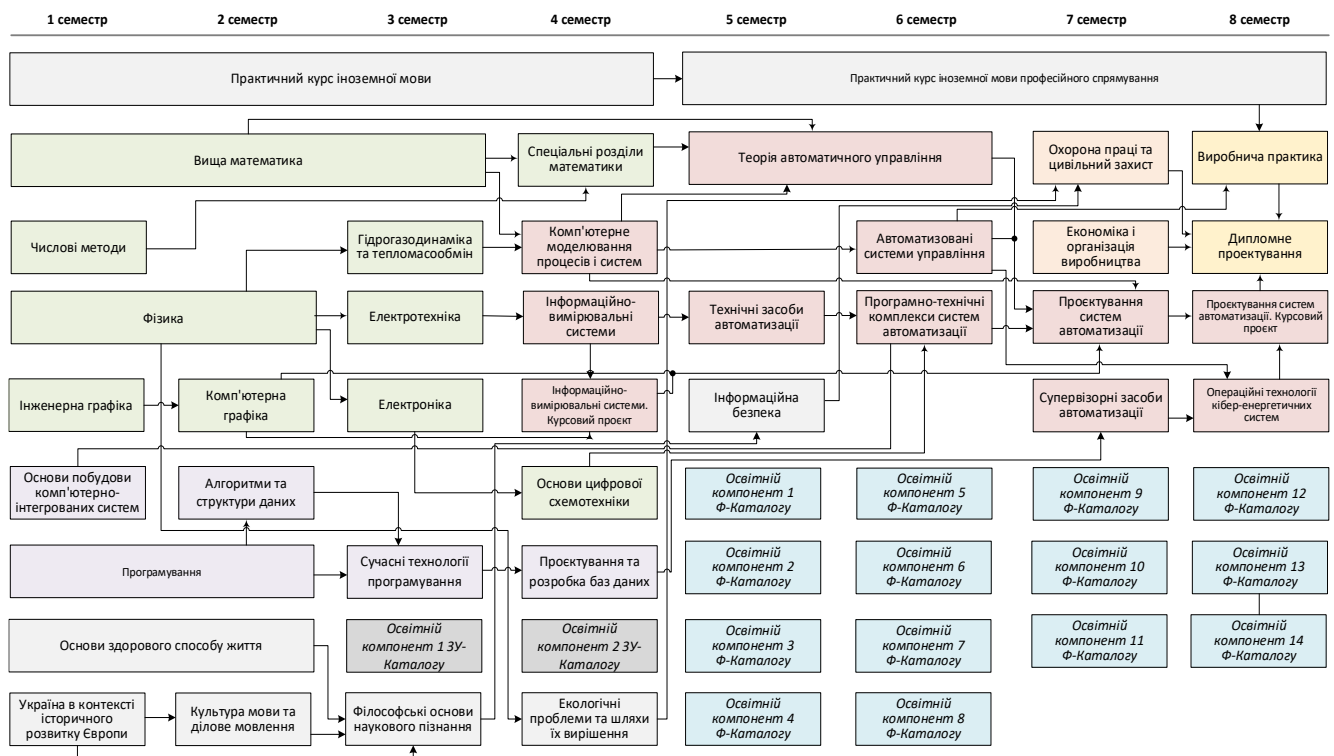 1 семестр
2 семестр
3 семестр
4 семестр
5 семестр
6 семестр
7 семестр
8 семестр
Практичний курс іноземної мови
Практичний курс іноземної мови професійного спрямування
Вища математика
Спеціальні розділи
математики
Теорія автоматичного управління
Охорона праці та
цивільний захист
Виробнича практика
Числові методи
Гідрогазодинаміка
та тепломасообмін
Комп'ютерне
моделювання
процесів і систем
Автоматизовані
системи управління
Економіка і
організація
виробництва
Дипломне
проектування
Фізика
Електротехніка
Інформаційно-
вимірювальні
системи
Технічні засоби
автоматизації
Програмно-технічні
комплекси систем
автоматизації
Проєктування
систем
автоматизації
Проєктування систем
автоматизації. Курсовий
проєкт
Інженерна графіка
Комп'ютерна
графіка
Електроніка
Інформаційно-
вимірювальні системи.
Курсовий проєкт
Інформаційна
безпека
Супервізорні засоби
автоматизації
Операційні технології
кібер-енергетичних
систем
Основи побудови
комп'ютерно-
інтегрованих систем
Алгоритми та
структури даних
Основи цифрової
схемотехніки
Освітній
компонент 1
Ф-Каталогу
Освітній
компонент 5
Ф-Каталогу
Освітній
компонент 9
Ф-Каталогу
Освітній
компонент 12
Ф-Каталогу
Програмування
Сучасні технології
програмування
Проєктування та
розробка баз даних
Освітній
компонент 2
Ф-Каталогу
Освітній
компонент 6
Ф-Каталогу
Освітній
компонент 10
Ф-Каталогу
Освітній
компонент 13
Ф-Каталогу
Основи здорового способу життя
Освітній
компонент 1 ЗУ-
Каталогу
Освітній
компонент 2 ЗУ-
Каталогу
Освітній
компонент 3
Ф-Каталогу
Освітній
компонент 7
Ф-Каталогу
Освітній
компонент 11
Ф-Каталогу
Освітній
компонент 14
Ф-Каталогу
Україна в контексті
історичного
розвитку Європи
Культура мови та
ділове мовлення
Філософські основи
наукового пізнання
Екологічні
проблеми та шляхи
їх вирішення
Освітній
компонент 4
Ф-Каталогу
Освітній
компонент 8
Ф-Каталогу